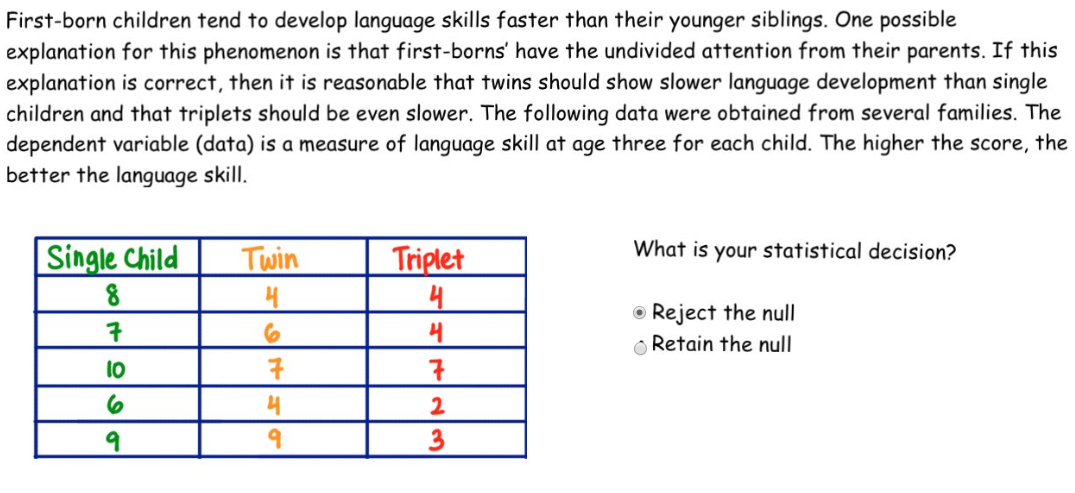 First-born children tend to develop language skills faster than their younger siblings. One possible
explanation for this phenomenon is that first-borns' have the undivided attention from their parents. If this
explanation is correct, then it is reasonable that twins should show slower language development than single
children and that triplets should be even slower. The following data were obtained from several families. The
dependent variable (data) is a measure of language skill at age three for each child. The higher the score, the
better the language skill.
Single Child Twin Triplet
8 4 4
7 6 4
10 7 7
6 4 2
9 9 3
What is your statistical decision?
Reject the null
Retain the null